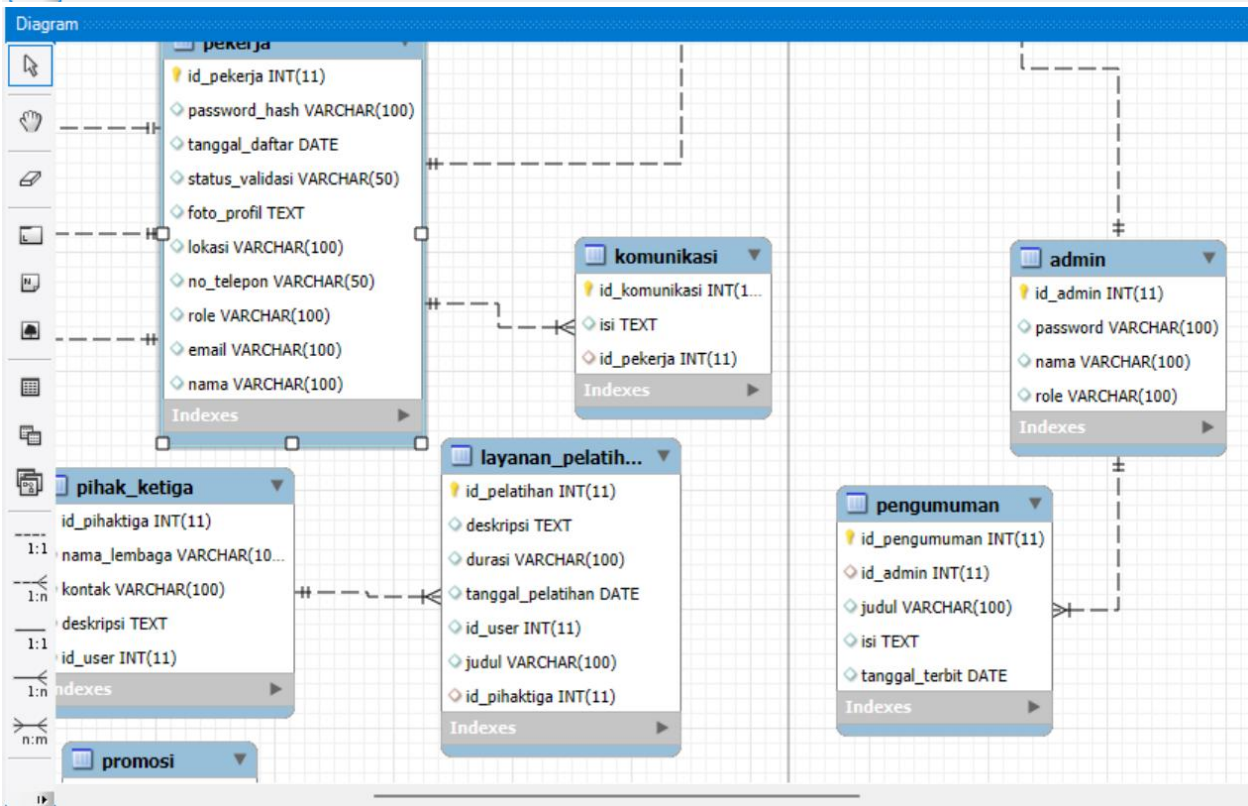 Diagram
pekerja
id_pekerja INT(11)
password_hash VARCHAR(100)
tanggal_daftar DATE
status_validasi VARCHAR(50)
foto_profil TEXT
lokasi VARCHAR(100)
no_telepon VARCHAR(50)
role VARCHAR(100)
email VARCHAR(100)
nama VARCHAR(100)
Indexes
komunikasi
id_komunikasi INT(1...
isi TEXT
id_pekerja INT(11)
Indexes
admin
id_admin INT(11)
password VARCHAR(100)
nama VARCHAR(100)
role VARCHAR(100)
Indexes
pihak_ketiga
id_pihaktiga INT(11)
nama_lembaga VARCHAR(10...
kontak VARCHAR(100)
deskripsi TEXT
id_user INT(11)
ndexes
layanan_pelatih...
id_pelatihan INT(11)
deskripsi TEXT
durasi VARCHAR(100)
tanggal_pelatihan DATE
id_user INT(11)
judul VARCHAR(100)
id_pihaktiga INT(11)
Indexes
pengumuman
id_pengumuman INT(11)
id_admin INT(11)
judul VARCHAR(100)
isi TEXT
tanggal_terbit DATE
Indexes
promosi
1:1
1:n
1:1
1:n
n:m